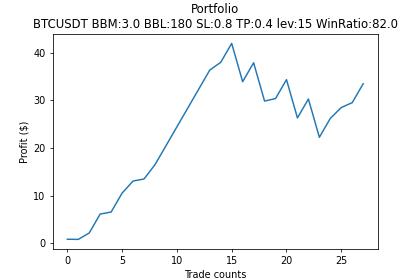 Portfolio
BTCUSDT BBM:3.0 BBL:180 SL:0.8 TP:0.4 lev:15 WinRatio:82.0
40
30
20
10
0
Profit ($)
0 5 10 15 20 25
Trade counts